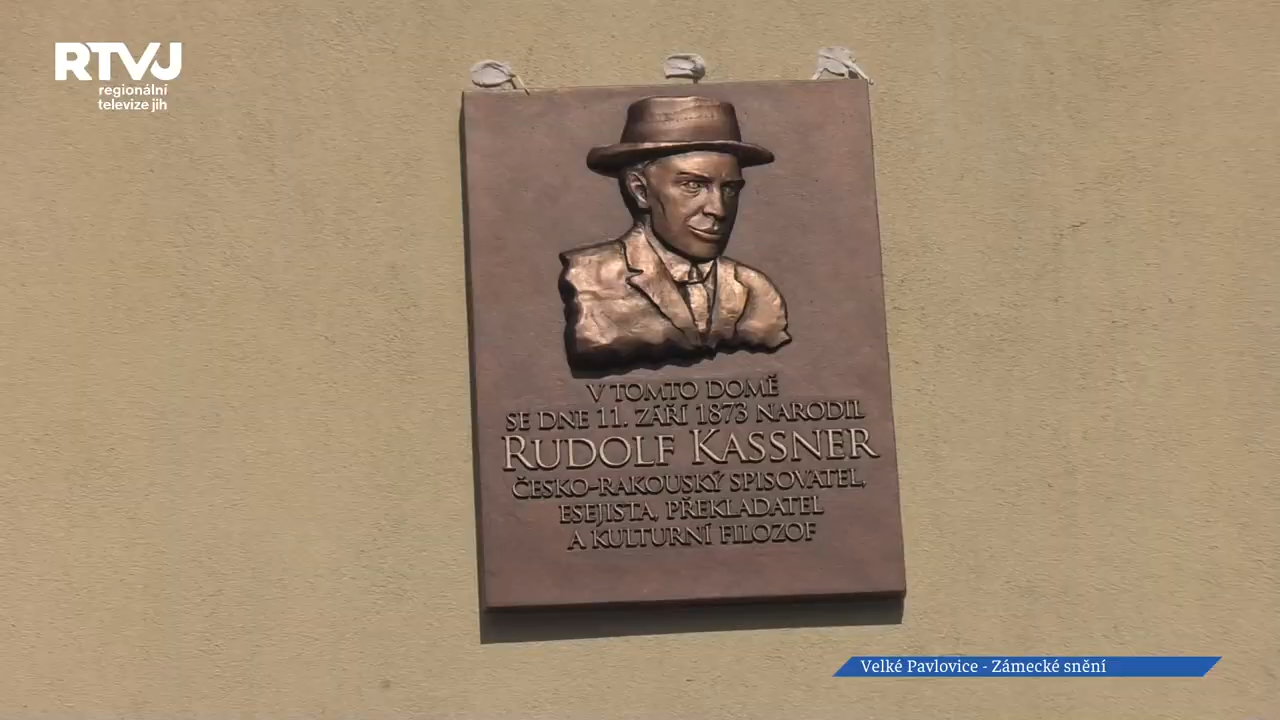 RTVJ
regionální
televize jih
V TOMTO DOMĚ
SE DNE 11. ZÁŘÍ 1873 NARODIL
RUDOLF KASSNER
ČESKO-RAKOUSKÝ SPISOVATEL,
ESEJISTA, PŘEKLADATEL
A KULTURNÍ FILOZOF
Velké Pavlovice - Zámecké snění